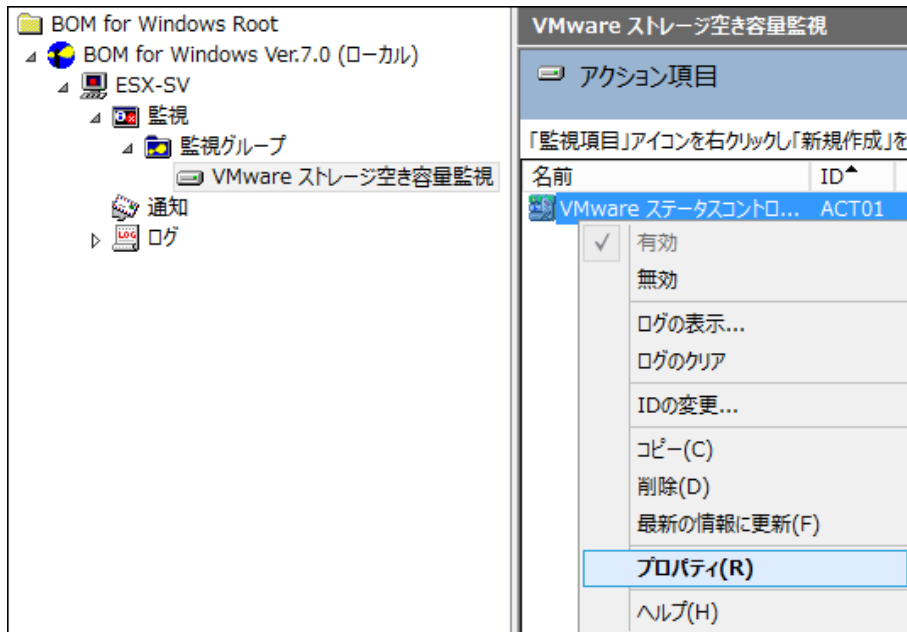 BOM for Windows Root
BOM for Windows Ver.7.0 (ローカル)
ESX-SV
監視
監視グループ
VMware ストレージ空き容量監視
通知
LOG ログ
VMware ストレージ空き容量監視
アクション項目
「監視項目」アイコンを右クリックし「新規作成」を
名前 ID
VMware ステータスコントロ... ACT01
有効
無効
ログの表示...
ログのクリア
IDの変更...
コピー(C)
削除(D)
最新の情報に更新(F)
プロパティ(R)
ヘルプ(H)